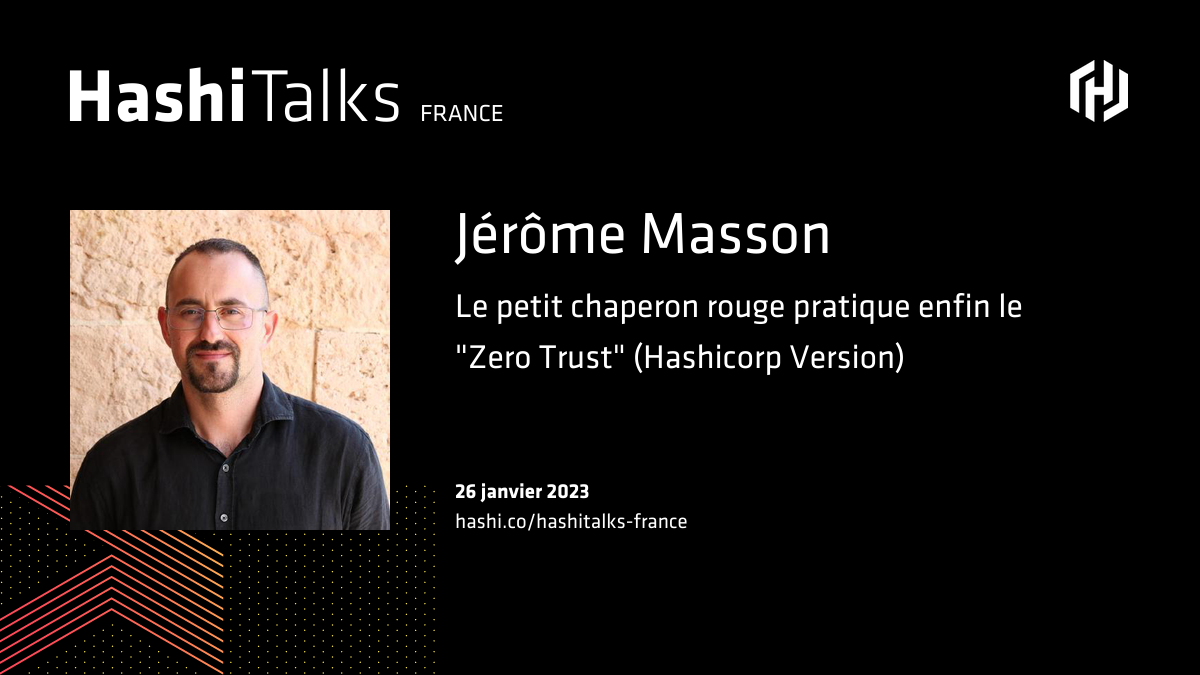 HashiTalks FRANCE
Jérôme Masson
Le petit chaperon rouge pratique enfin le
"Zero Trust" (Hashicorp Version)
26 janvier 2023
hashi.co/hashitalks-france